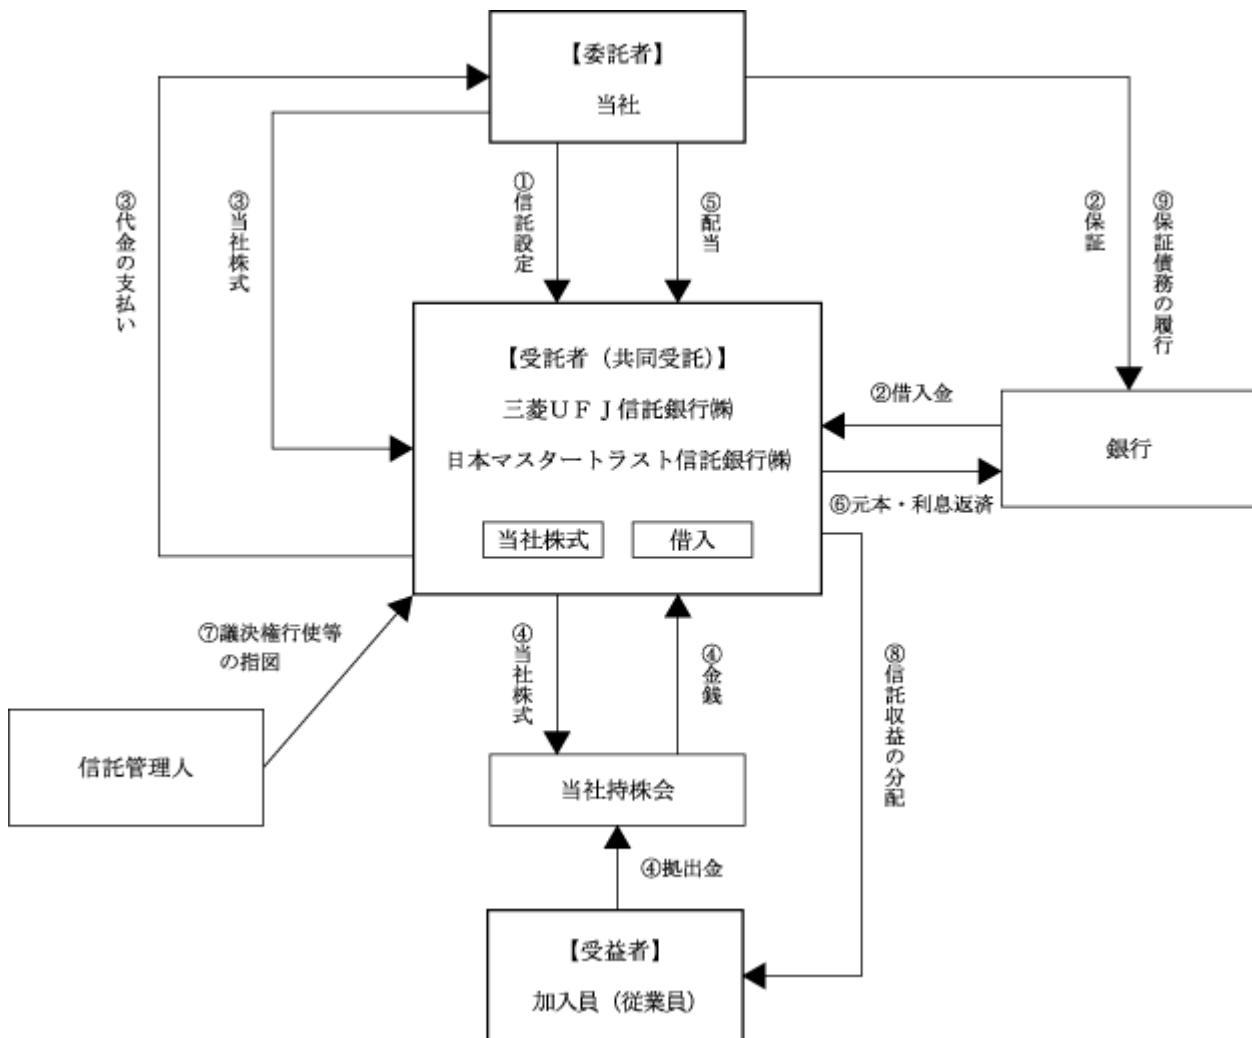 【委託者】
当社
③代金の支払い
③当社株式
①信託設定
⑤配当
②保証
⑨保証債務の履行
【受託者（共同受託）】
三菱ＵＦＪ信託銀行㈱
日本マスタートラスト信託銀行㈱
当社株式
借入
②借入金
⑥元本・利息返済
銀行
⑦議決権行使等
の指図
④当社株式
④金銭
⑧信託収益の分配
信託管理人
当社持株会
④拠出金
【受益者】
加入員（従業員）